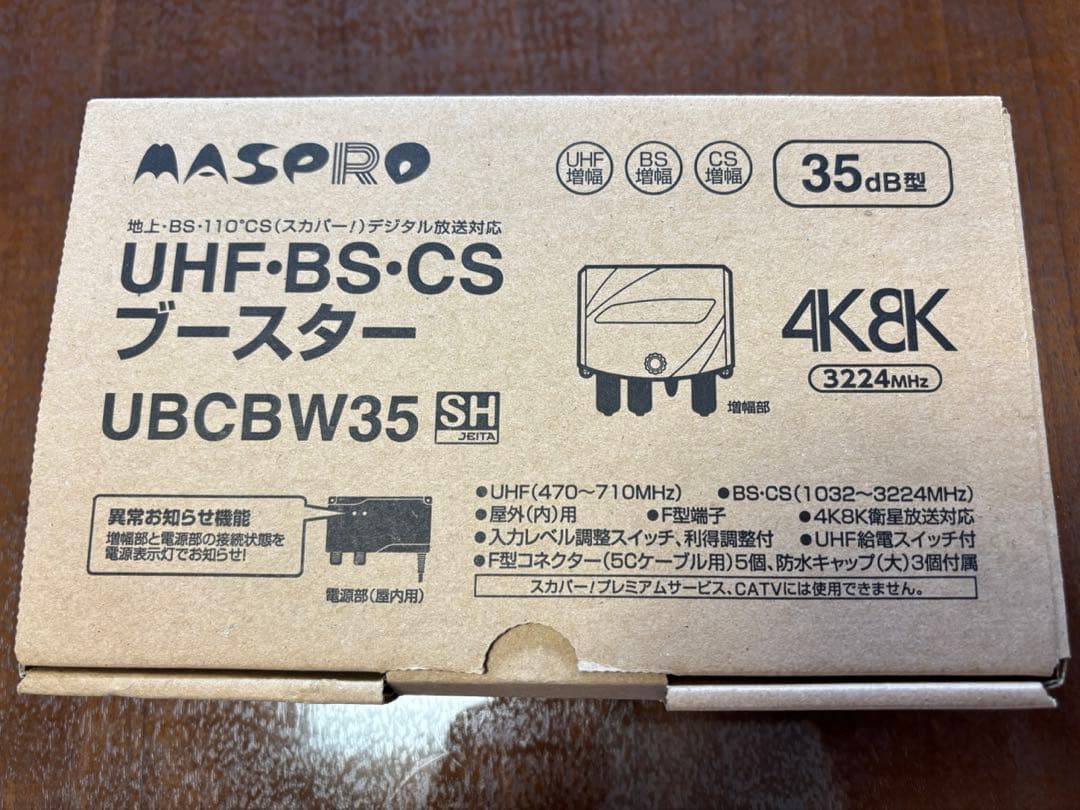 MASPRO
UHF増幅
BS増幅
CS増幅
35dB型
地上・BS・110°CS(スカパー!)デジタル放送対応
UHF・BS・CS
ブースター
4K8K
3224MHz
増幅部
UBCBW35
SH
JEITA
異常お知らせ機能
増幅部と電源部の接続状態を
電源表示灯でお知らせ!
電源部(屋内用)
●UHF(470〜710MHz) ●BS・CS(1032〜3224MHz)
●屋外(内)用 ●F型端子 ●4K8K衛星放送対応
●入力レベル調整スイッチ、利得調整付 ●UHF給電スイッチ付
●F型コネクター(5Cケーブル用)5個、防水キャップ(大)3個付属
スカパー!プレミアムサービス、CATVには使用できません。